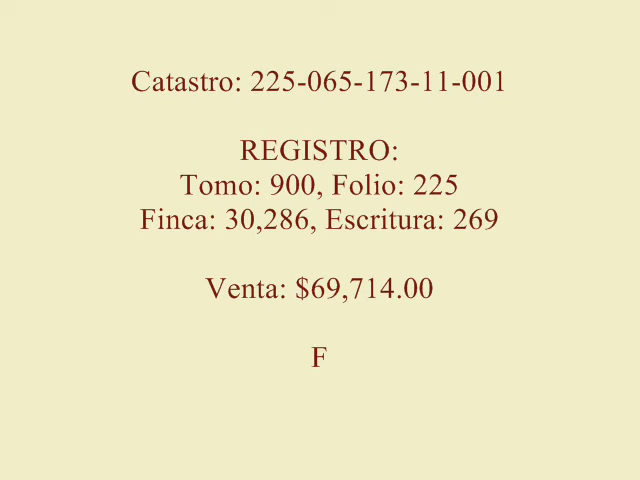 Catastro: 225-065-173-11-001
REGISTRO:
Tomo: 900, Folio: 225
Finca: 30,286, Escritura: 269
Venta: $69,714.00
F